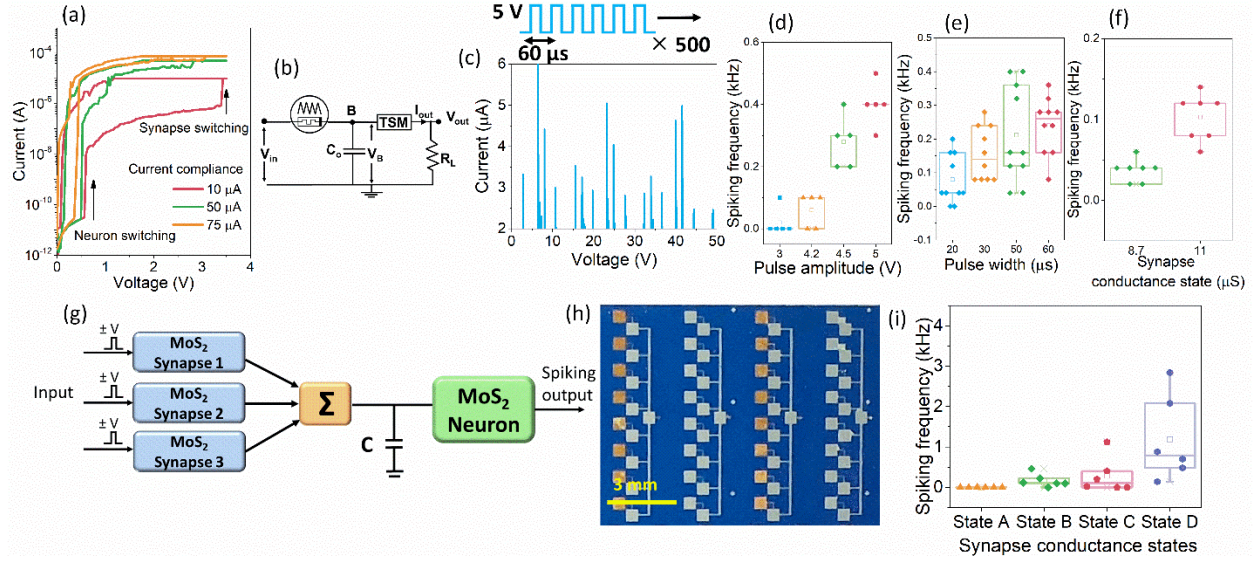 (a)
10⁻⁴
10⁻⁶
10⁻⁸
10⁻¹⁰
10⁻¹²
Current (A)
Synapse switching
Current compliance
10 µA
50 µA
75 µA
Neuron switching
0
1
2
3
4
Voltage (V)
(b)
B
TSM
I_out
V_out
V_in
C_o
V_B
R_L
5 V
60 µs
× 500
(c)
6
5
4
3
2
Current (µA)
0
10
20
30
40
50
Voltage (V)
(d)
0.4
0.2
0.0
Spiking frequency (kHz)
3
4.2
4.5
5
Pulse amplitude (V)
(e)
0.5
0.4
0.3
0.2
0.1
0.0
-0.1
Spiking frequency (kHz)
20
30
50
60
Pulse width (µs)
(f)
0.2
0.1
0.0
Spiking frequency (kHz)
8.7
11
Synapse
conductance state (µS)
(g)
± V
MoS₂
Synapse 1
Input
± V
MoS₂
Synapse 2
± V
MoS₂
Synapse 3
Σ
C
MoS₂
Neuron
Spiking
output
(h)
3 mm
(i)
4
3
2
1
0
Spiking frequency (kHz)
State A
State B
State C
State D
Synapse conductance states